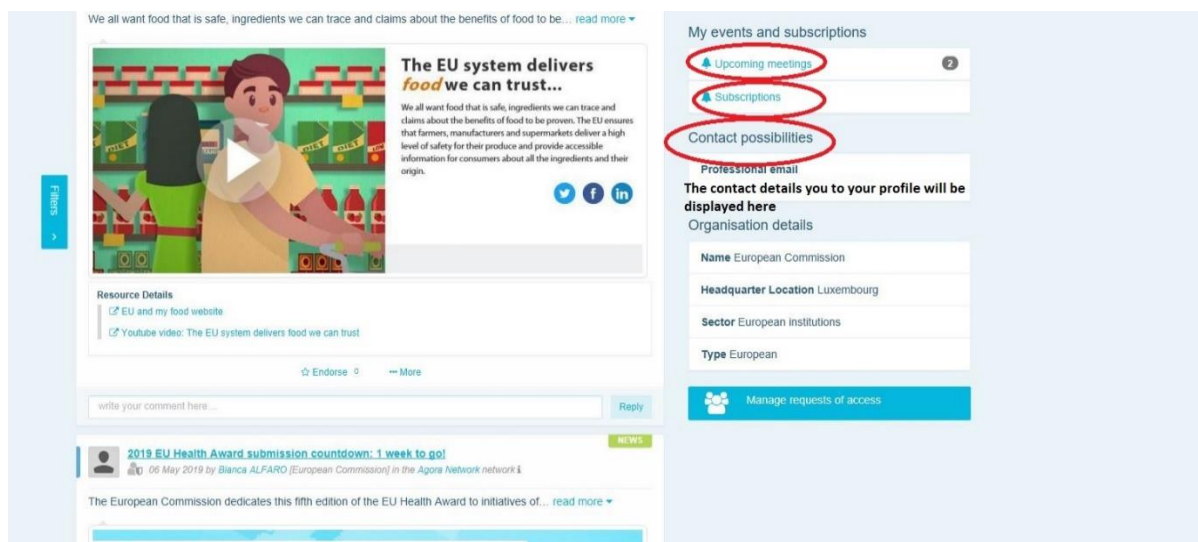 We all want food that is safe, ingredients we can trace and claims about the benefits of food to be... read more
The EU system delivers
food we can trust...
We all want food that is safe, ingredients we can trace and
claims about the benefits of food to be proven. The EU ensures
that farmers, manufacturers and supermarkets deliver a high
level of safety for their produce and provide accessible
information for consumers about all the ingredients and their
origin.
DIET
DIET
DIET
Filters
Resource Details
EU and my food website
Youtube video: The EU system delivers food we can trust
Endorse 0 More
write your comment here...
Reply
NEWS
2019 EU Health Award submission countdown: 1 week to go!
06 May 2019 by Bianca ALFARO [European Commission] in the Agora Network network
The European Commission dedicates this fifth edition of the EU Health Award to initiatives of... read more
My events and subscriptions
Upcoming meetings 2
Subscriptions
Contact possibilities
Professional email
The contact details you to your profile will be
displayed here
Organisation details
Name European Commission
Headquarter Location Luxembourg
Sector European institutions
Type European
Manage requests of access